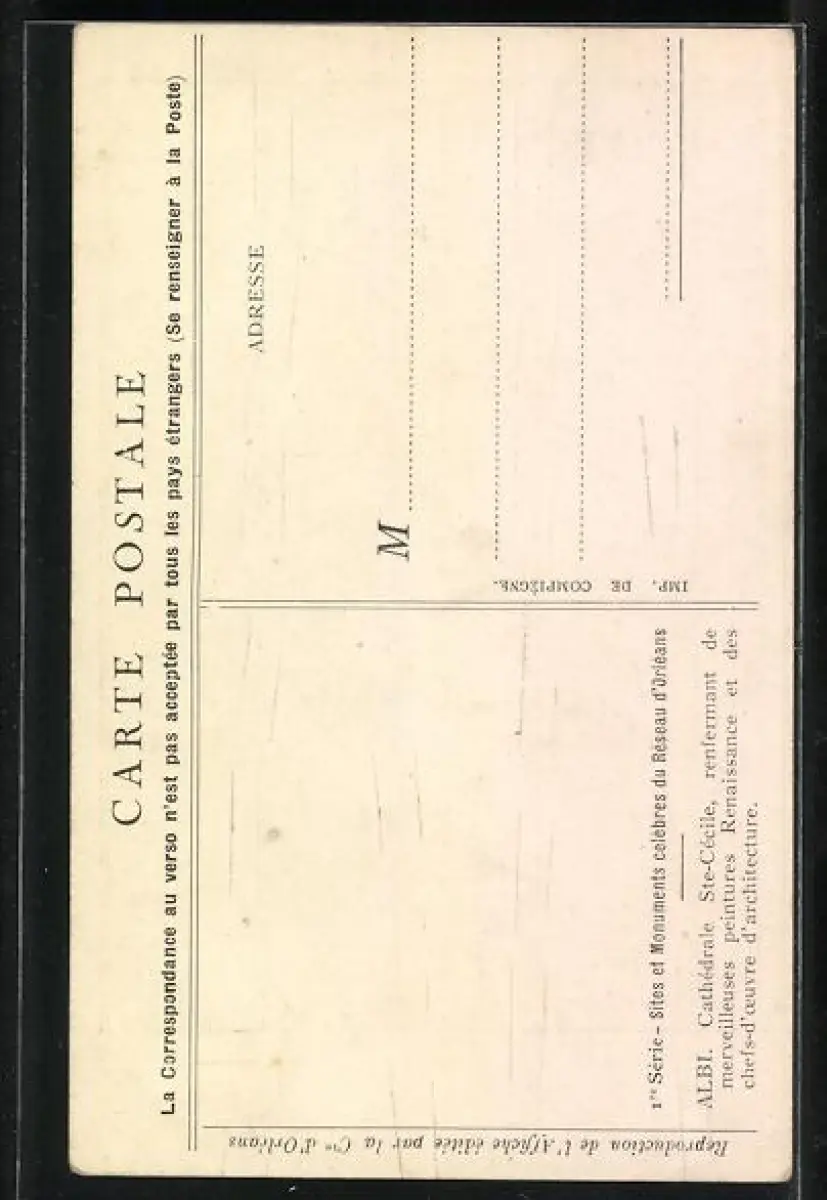 CARTE POSTALE
La Correspondance au verso n'est pas acceptée par tous les pays étrangers (Se renseigner à la Poste)
Reproduction de l'Affiche éditée par la Cie d'Orléans
1re Série - Sites et Monuments célèbres du Réseau d'Orléans
ALBI. Cathédrale Ste-Cécile, renfermant de
merveilleuses peintures Renaissance et des
chefs-d'œuvre d'architecture.
IMP. DE COMPIÈGNE.
ADRESSE
M